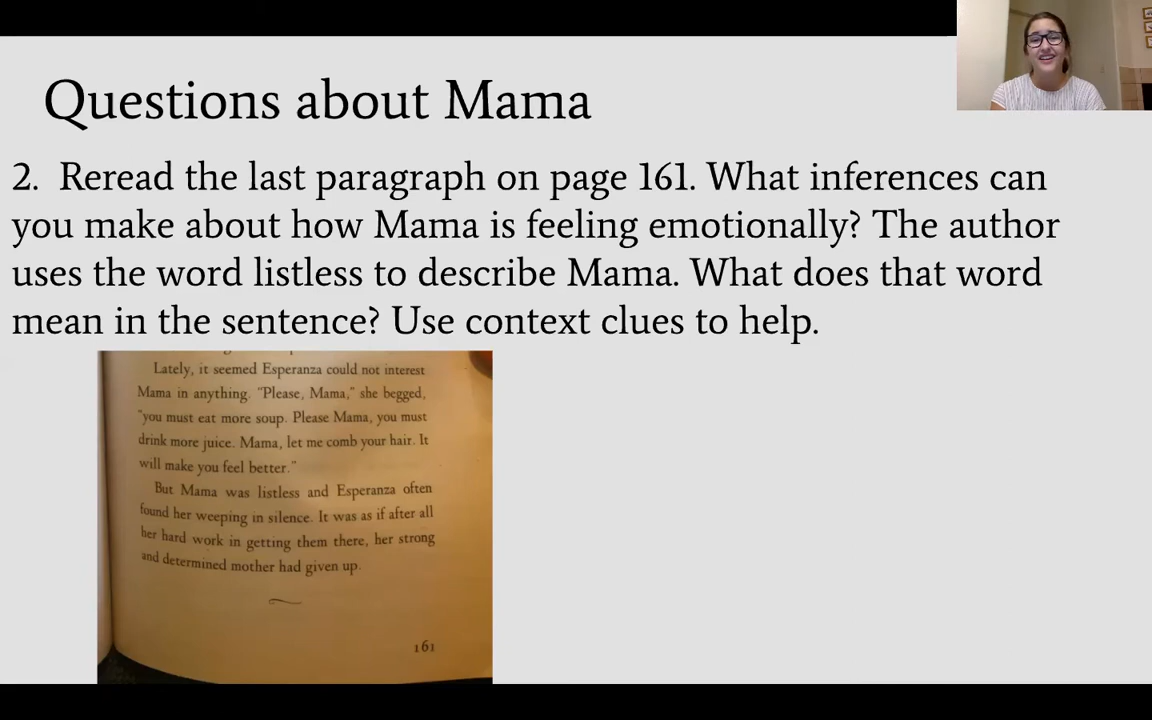 Questions about Mama
2. Reread the last paragraph on page 161. What inferences can
you make about how Mama is feeling emotionally? The author
uses the word listless to describe Mama. What does that word
mean in the sentence? Use context clues to help.
Lately, it seemed Esperanza could not interest
Mama in anything. "Please, Mama," she begged,
"you must eat more soup. Please Mama, you must
drink more juice. Mama, let me comb your hair. It
will make you feel better."
But Mama was listless and Esperanza often
found her weeping in silence. It was as if after all
her hard work in getting them there, her strong
and determined mother had given up.
161